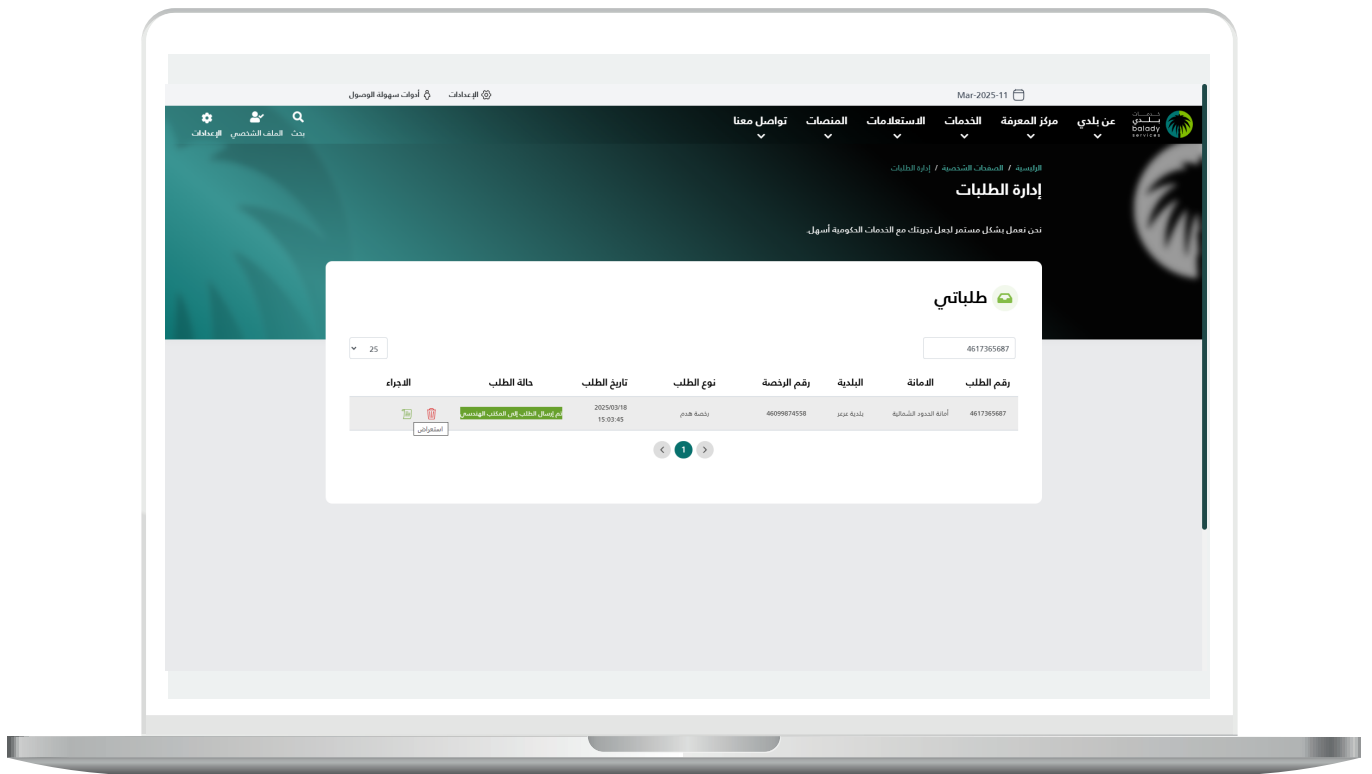 11-Mar-2025
الإعدادات
أدوات سهولة الوصول
خدمات
بلدي
balady
services
عن بلدي
مركز المعرفة
الخدمات
الاستعلامات
المنصات
تواصل معنا
بحث
الملف الشخصي
الإعدادات
الرئيسية / الصفحات الشخصية / إدارة الطلبات
إدارة الطلبات
نحن نعمل بشكل مستمر لجعل تجربتك مع الخدمات الحكومية أسهل.
طلباتي
4617365687
25
رقم الطلب الامانة البلدية رقم الرخصة نوع الطلب تاريخ الطلب حالة الطلب الاجراء
4617365687 أمانة الحدود الشمالية بلدية عرعر 46099874558 رخصة هدم 2025/03/18 15:03:45 تم إرسال الطلب إلى المكتب الهندسي
استعراض
1